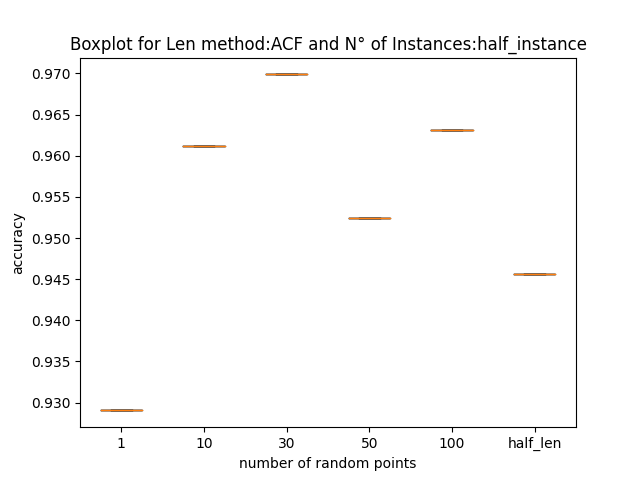 Boxplot for Len method:ACF and N° of Instances:half_instance
0.970
0.965
0.960
0.955
0.950
0.945
0.940
0.935
0.930
accuracy
1 10 30 50 100 half_len
number of random points